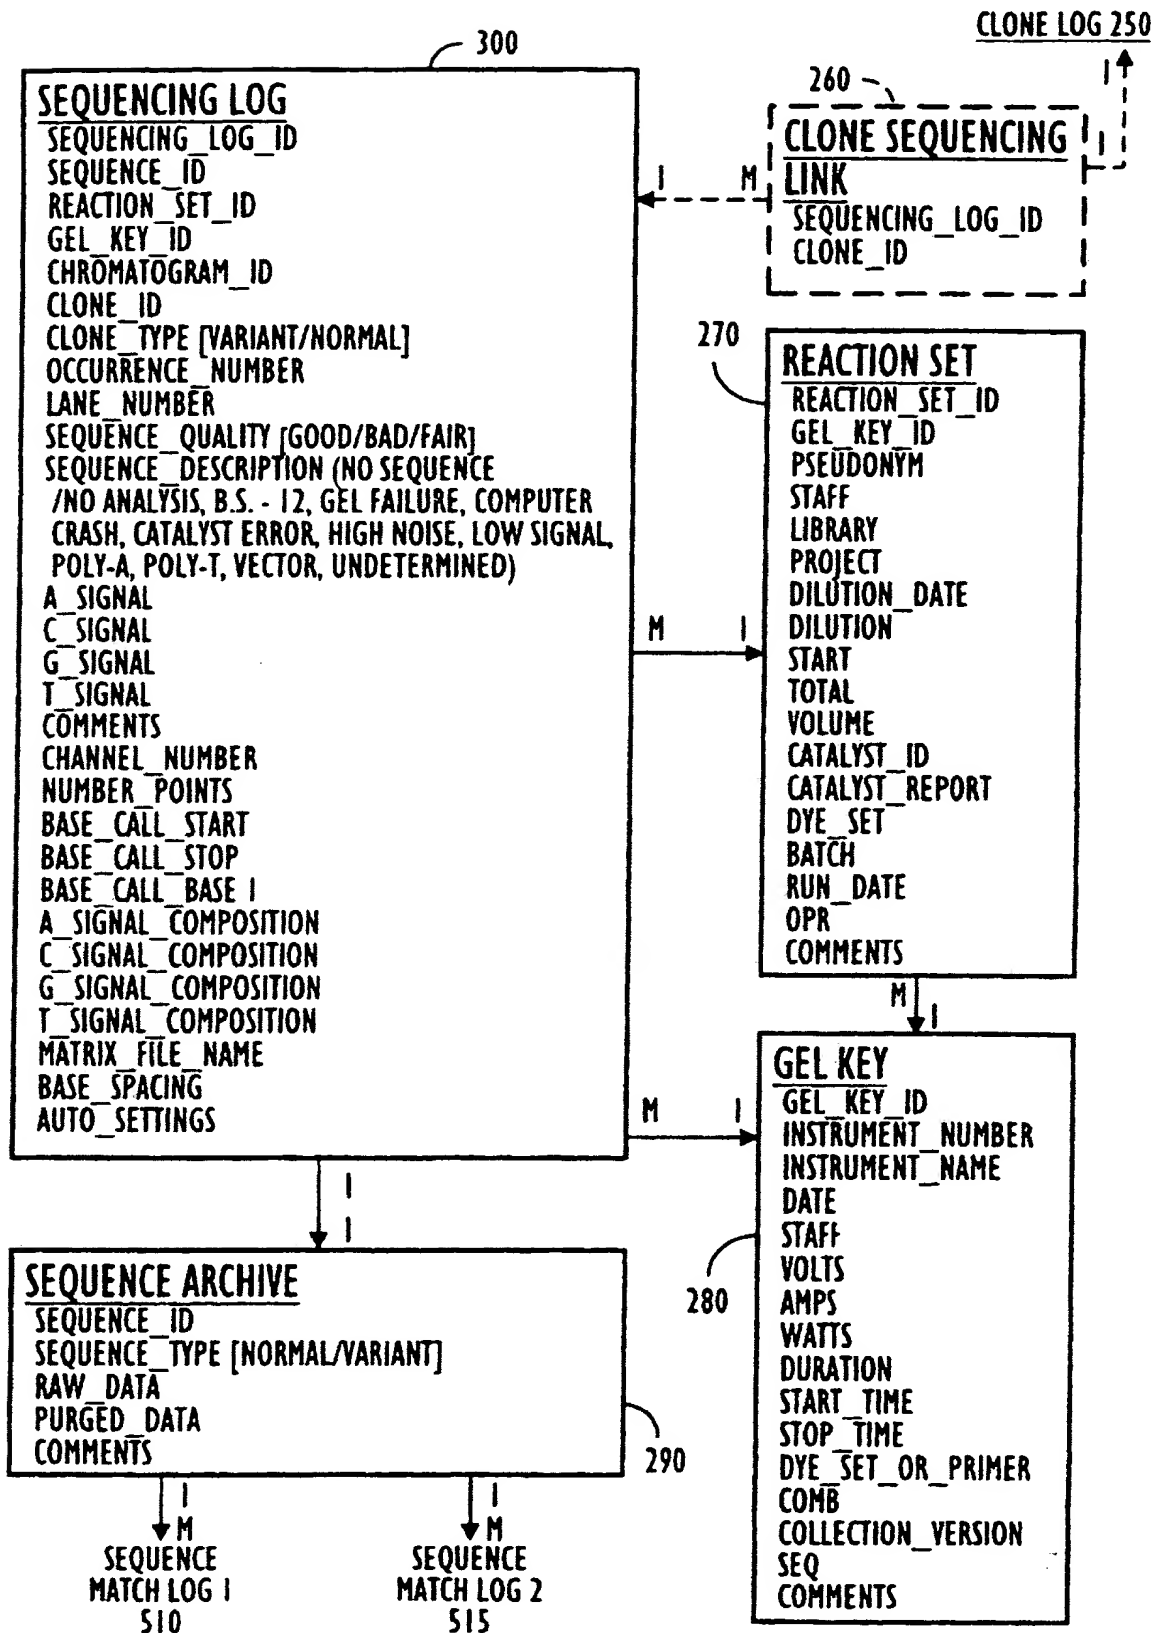 CLONE LOG 250
300
SEQUENCING LOG
SEQUENCING_LOG_ID
SEQUENCE_ID
REACTION_SET_ID
GEL_KEY_ID
CHROMATOGRAM_ID
CLONE_ID
CLONE_TYPE [VARIANT/NORMAL]
OCCURRENCE_NUMBER
LANE_NUMBER
SEQUENCE_QUALITY [GOOD/BAD/FAIR]
SEQUENCE_DESCRIPTION (NO SEQUENCE
/NO ANALYSIS, B.S. - 12, GEL FAILURE, COMPUTER
CRASH, CATALYST ERROR, HIGH NOISE, LOW SIGNAL,
POLY-A, POLY-T, VECTOR, UNDETERMINED)
A_SIGNAL
C_SIGNAL
G_SIGNAL
T_SIGNAL
COMMENTS
CHANNEL_NUMBER
NUMBER_POINTS
BASE_CALL_START
BASE_CALL_STOP
BASE_CALL_BASE 1
A_SIGNAL_COMPOSITION
C_SIGNAL_COMPOSITION
G_SIGNAL_COMPOSITION
T_SIGNAL_COMPOSITION
MATRIX_FILE_NAME
BASE_SPACING
AUTO_SETTINGS
1
1
260
CLONE SEQUENCING
LINK
SEQUENCING_LOG_ID
CLONE_ID
1 M
270
REACTION SET
REACTION_SET_ID
GEL_KEY_ID
PSEUDONYM
STAFF
LIBRARY
PROJECT
DILUTION_DATE
DILUTION
START
TOTAL
VOLUME
CATALYST_ID
CATALYST_REPORT
DYE_SET
BATCH
RUN_DATE
OPR
COMMENTS
M 1
M
1
GEL KEY
GEL_KEY_ID
INSTRUMENT_NUMBER
INSTRUMENT_NAME
DATE
STAFF
VOLTS
AMPS
WATTS
DURATION
START_TIME
STOP_TIME
DYE_SET_OR_PRIMER
COMB
COLLECTION_VERSION
SEQ
COMMENTS
280
M 1
1
1
SEQUENCE ARCHIVE
SEQUENCE_ID
SEQUENCE_TYPE [NORMAL/VARIANT]
RAW_DATA
PURGED_DATA
COMMENTS
290
1
M
SEQUENCE
MATCH LOG 1
510
1
M
SEQUENCE
MATCH LOG 2
515